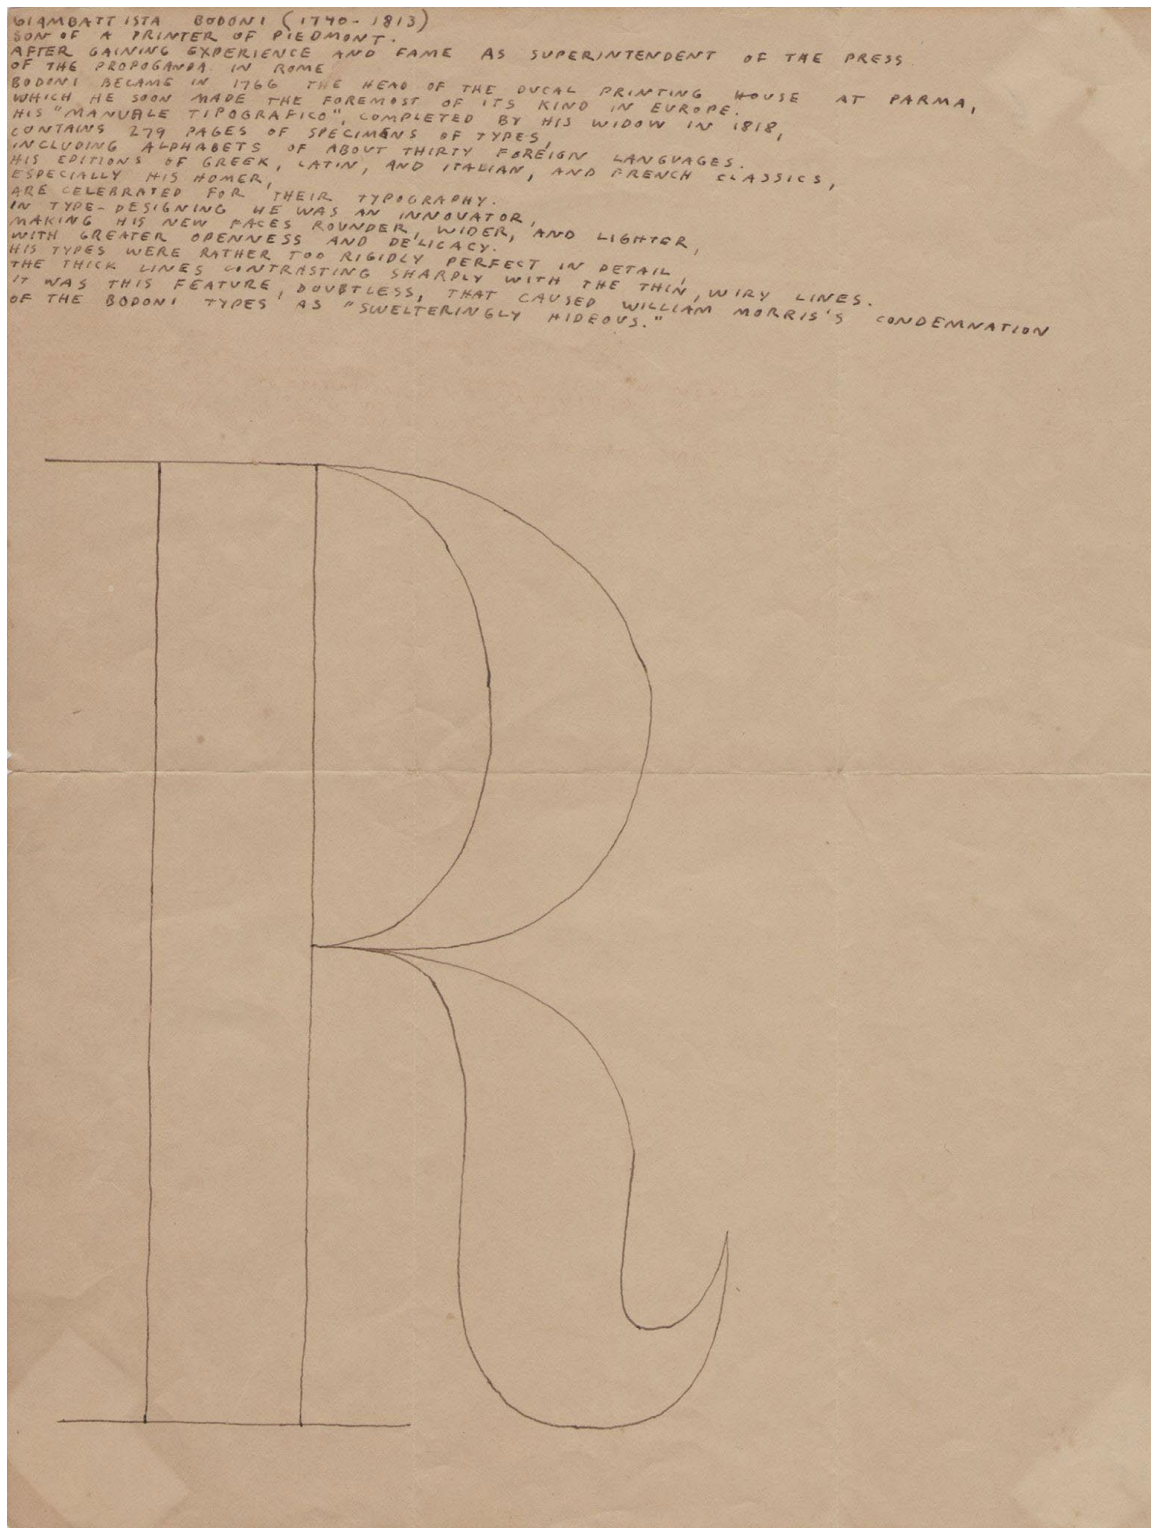 GIAMBATTISTA BODONI (1740-1813)
SON OF A PRINTER OF PIEDMONT.
AFTER GAINING EXPERIENCE AND FAME AS SUPERINTENDENT OF THE PRESS
OF THE PROPOGANDA IN ROME
BODONI BECAME IN 1766 THE HEAD OF THE DUCAL PRINTING HOUSE AT PARMA,
WHICH HE SOON MADE THE FOREMOST OF ITS KIND IN EUROPE.
HIS "MANUALE TIPOGRAFICO", COMPLETED BY HIS WIDOW IN 1818,
CONTAINS 279 PAGES OF SPECIMENS OF TYPES,
INCLUDING ALPHABETS OF ABOUT THIRTY FOREIGN LANGUAGES.
HIS EDITIONS OF GREEK, LATIN, AND ITALIAN, AND FRENCH CLASSICS,
ESPECIALLY HIS HOMER,
ARE CELEBRATED FOR THEIR TYPOGRAPHY.
IN TYPE-DESIGNING HE WAS AN INNOVATOR,
MAKING HIS NEW FACES ROUNDER, WIDER, AND LIGHTER,
WITH GREATER OPENNESS AND DELICACY.
HIS TYPES WERE RATHER TOO RIGIDLY PERFECT IN DETAIL,
THE THICK LINES CONTRASTING SHARPLY WITH THE THIN, WIRY LINES.
IT WAS THIS FEATURE, DOUBTLESS, THAT CAUSED WILLIAM MORRIS'S CONDEMNATION
OF THE BODONI TYPES AS "SWELTERINGLY HIDEOUS."
R